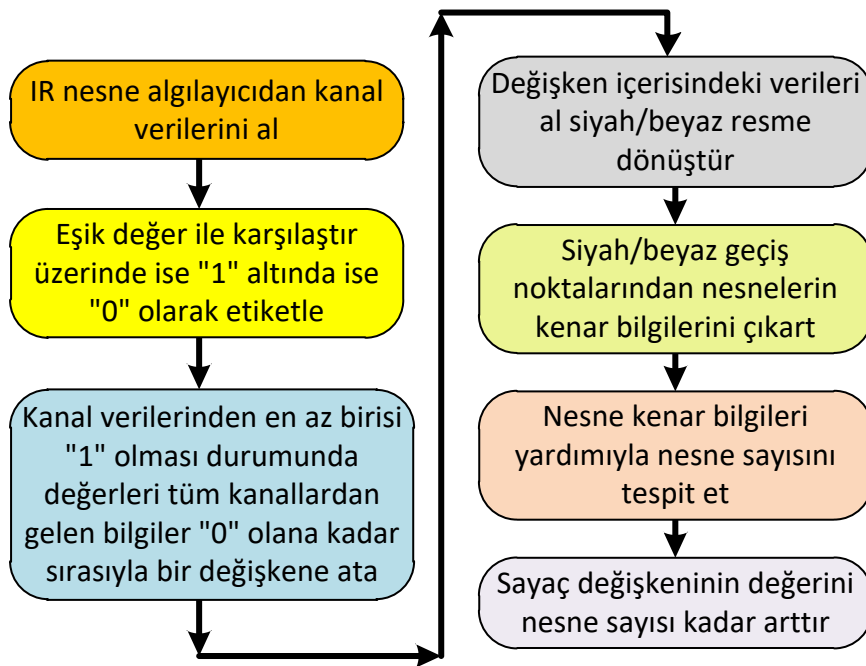 IR nesne algılayıcıdan kanal
verilerini al
Eşik değer ile karşılaştır
üzerinde ise "1" altında ise
"0" olarak etiketle
Kanal verilerinden en az birisi
"1" olması durumunda
değerleri tüm kanallardan
gelen bilgiler "0" olana kadar
sırasıyla bir değişkene ata
Değişken içerisindeki verileri
al siyah/beyaz resme
dönüştür
Siyah/beyaz geçiş
noktalarından nesnelerin
kenar bilgilerini çıkart
Nesne kenar bilgileri
yardımıyla nesne sayısını
tespit et
Sayaç değişkeninin değerini
nesne sayısı kadar arttır